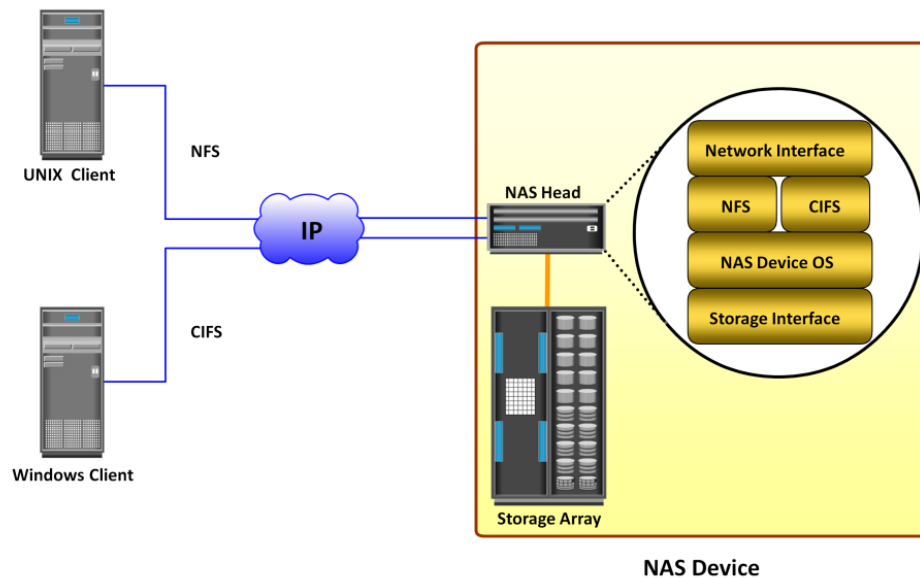 UNIX Client
NFS
IP
CIFS
Windows Client
NAS Head
Network Interface
NFS
CIFS
NAS Device OS
Storage Interface
Storage Array
NAS Device